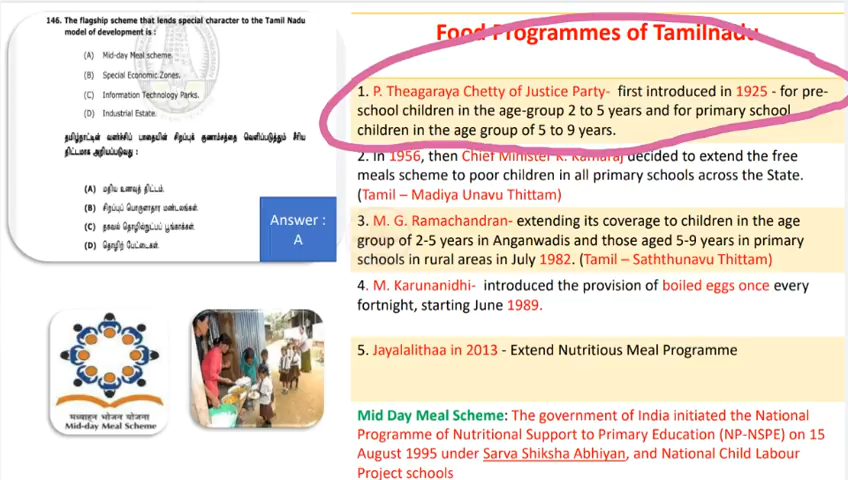 146. The flagship scheme that lends special character to the Tamil Nadu
model of development is :
(A) Mid-day Meal scheme.
(B) Special Economic Zones.
(C) Information Technology Parks.
(D) Industrial Estate.
தமிழ்நாட்டின் வளர்ச்சிப் பாதையின் சிறப்புக் குணாம்சத்தை வெளிப்படுத்தும் சீரிய
திட்டமாக அறியப்படுவது :
(A) மதிய உணவுத் திட்டம்.
(B) சிறப்புப் பொருளாதார மண்டலங்கள்.
(C) தகவல் தொழில்நுட்பப் பூங்காக்கள்.
(D) தொழிற் பேட்டைகள்.
Answer :
A
मध्याह्न भोजन योजना
Mid-day Meal Scheme
Food Programmes of Tamilnadu
1. P. Theagaraya Chetty of Justice Party- first introduced in 1925 - for pre-
school children in the age-group 2 to 5 years and for primary school
children in the age group of 5 to 9 years.
2. In 1956, then Chief Minister K. Kamaraj decided to extend the free
meals scheme to poor children in all primary schools across the State.
(Tamil – Madiya Unavu Thittam)
3. M. G. Ramachandran- extending its coverage to children in the age
group of 2-5 years in Anganwadis and those aged 5-9 years in primary
schools in rural areas in July 1982. (Tamil – Saththunavu Thittam)
4. M. Karunanidhi- introduced the provision of boiled eggs once every
fortnight, starting June 1989.
5. Jayalalithaa in 2013 - Extend Nutritious Meal Programme
Mid Day Meal Scheme: The government of India initiated the National
Programme of Nutritional Support to Primary Education (NP-NSPE) on 15
August 1995 under Sarva Shiksha Abhiyan, and National Child Labour
Project schools